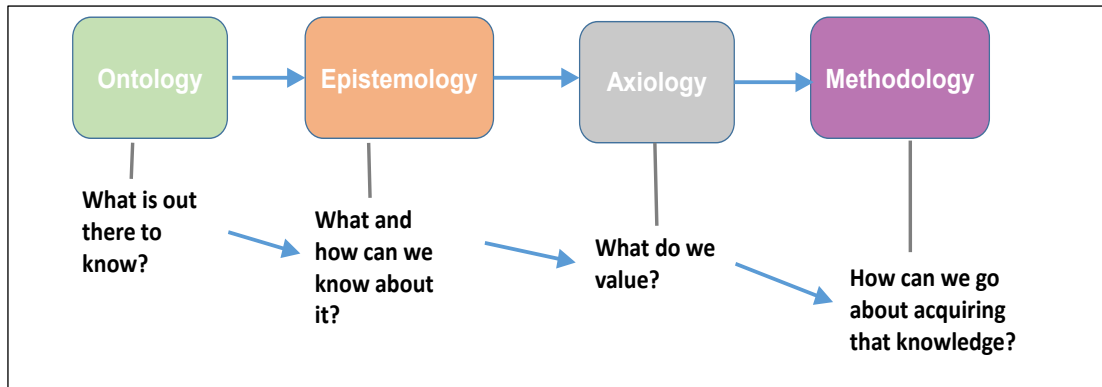 Ontology
Epistemology
Axiology
Methodology
What is out
there to
know?
What and
how can we
know about
it?
What do we
value?
How can we go
about acquiring
that knowledge?